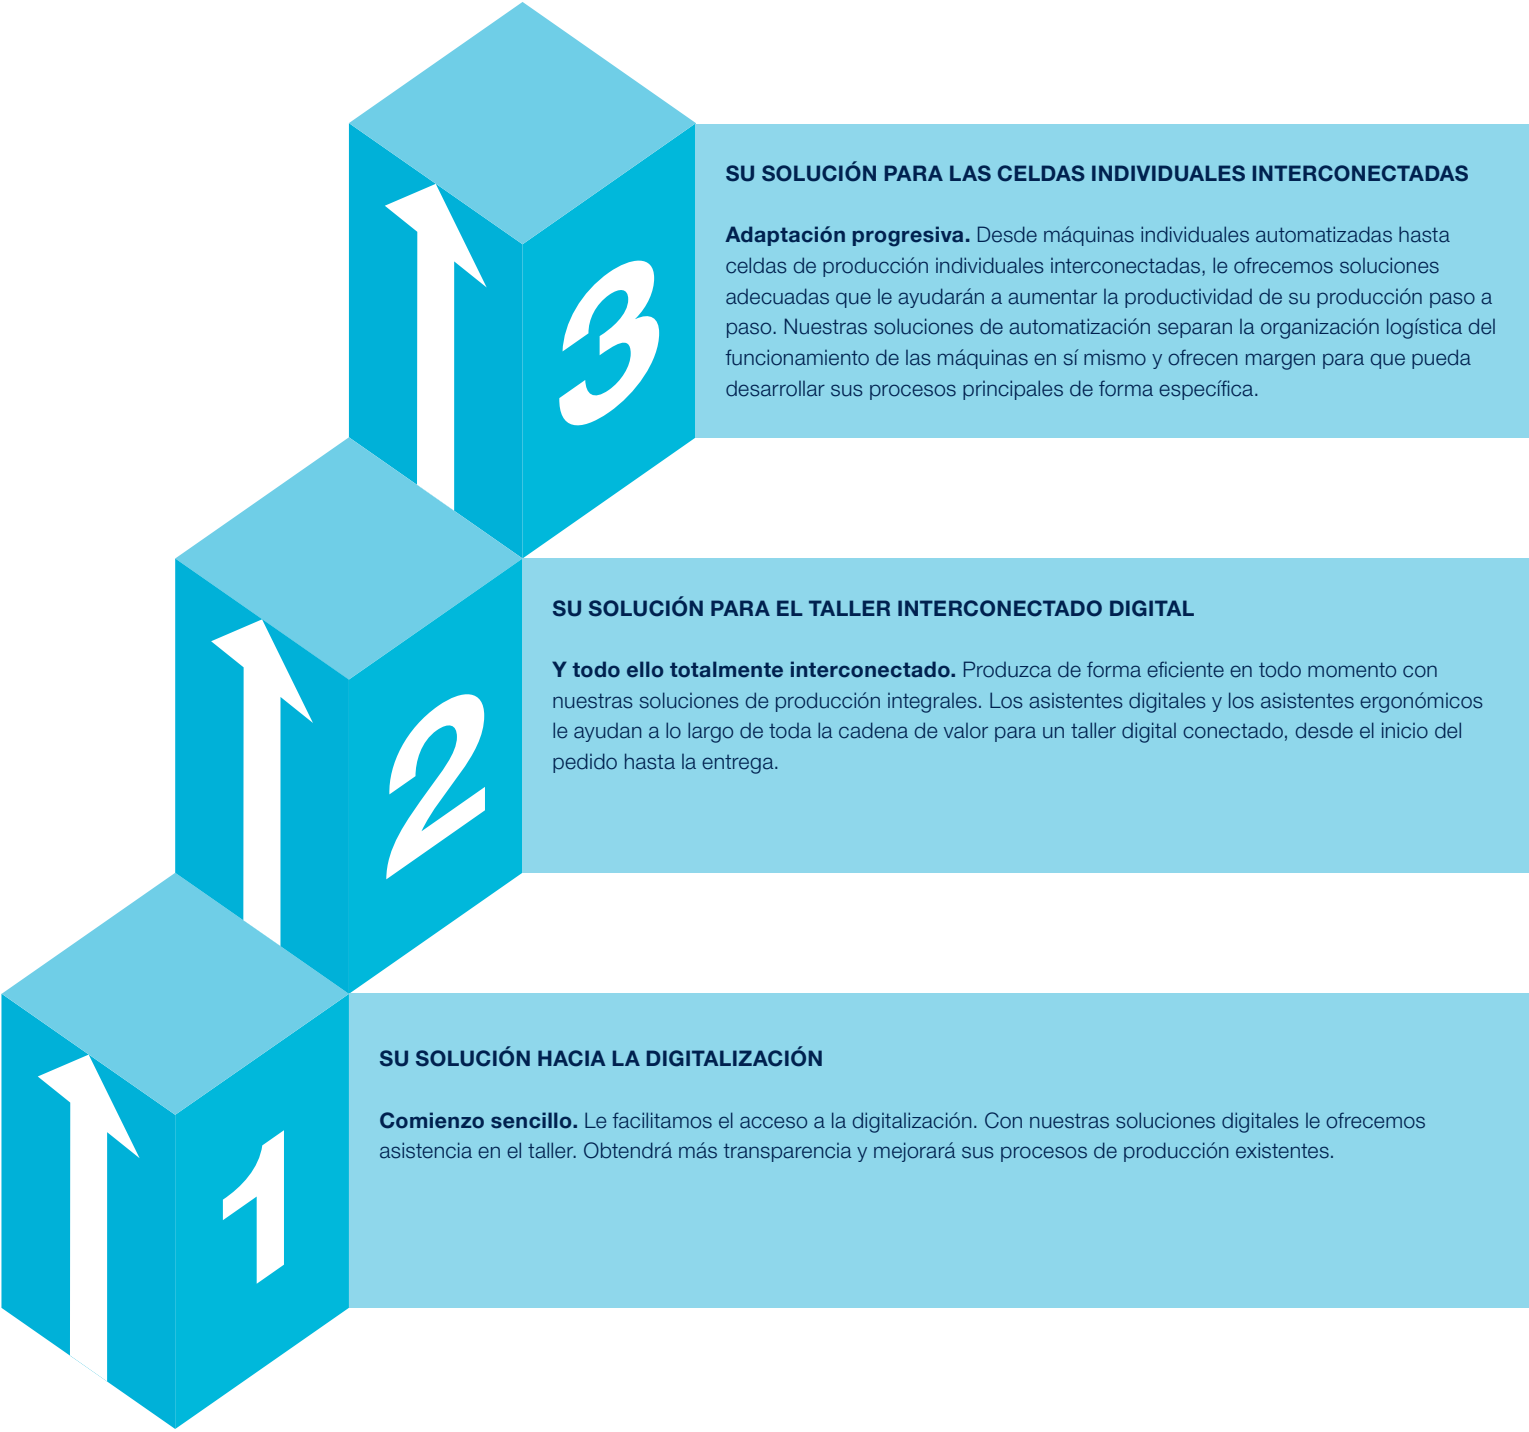 3
SU SOLUCIÓN PARA LAS CELDAS INDIVIDUALES INTERCONECTADAS
Adaptación progresiva. Desde máquinas individuales automatizadas hasta
celdas de producción individuales interconectadas, le ofrecemos soluciones
adecuadas que le ayudarán a aumentar la productividad de su producción paso a
paso. Nuestras soluciones de automatización separan la organización logística del
funcionamiento de las máquinas en sí mismo y ofrecen margen para que pueda
desarrollar sus procesos principales de forma específica.
2
SU SOLUCIÓN PARA EL TALLER INTERCONECTADO DIGITAL
Y todo ello totalmente interconectado. Produzca de forma eficiente en todo momento con
nuestras soluciones de producción integrales. Los asistentes digitales y los asistentes ergonómicos
le ayudan a lo largo de toda la cadena de valor para un taller digital conectado, desde el inicio del
pedido hasta la entrega.
1
SU SOLUCIÓN HACIA LA DIGITALIZACIÓN
Comienzo sencillo. Le facilitamos el acceso a la digitalización. Con nuestras soluciones digitales le ofrecemos
asistencia en el taller. Obtendrá más transparencia y mejorará sus procesos de producción existentes.